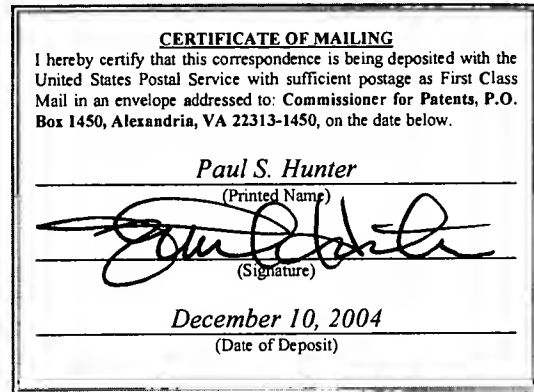 CERTIFICATE OF MAILING
I hereby certify that this correspondence is being deposited with the
United States Postal Service with sufficient postage as First Class
Mail in an envelope addressed to: Commissioner for Patents, P.O.
Box 1450, Alexandria, VA 22313-1450, on the date below.
Paul S. Hunter
(Printed Name)
(Signature)
December 10, 2004
(Date of Deposit)